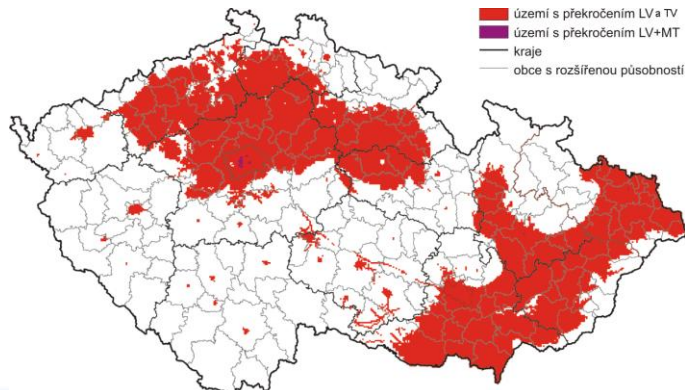 území s překročením LV a TV
území s překročením LV+MT
kraje
obce s rozšířenou působností